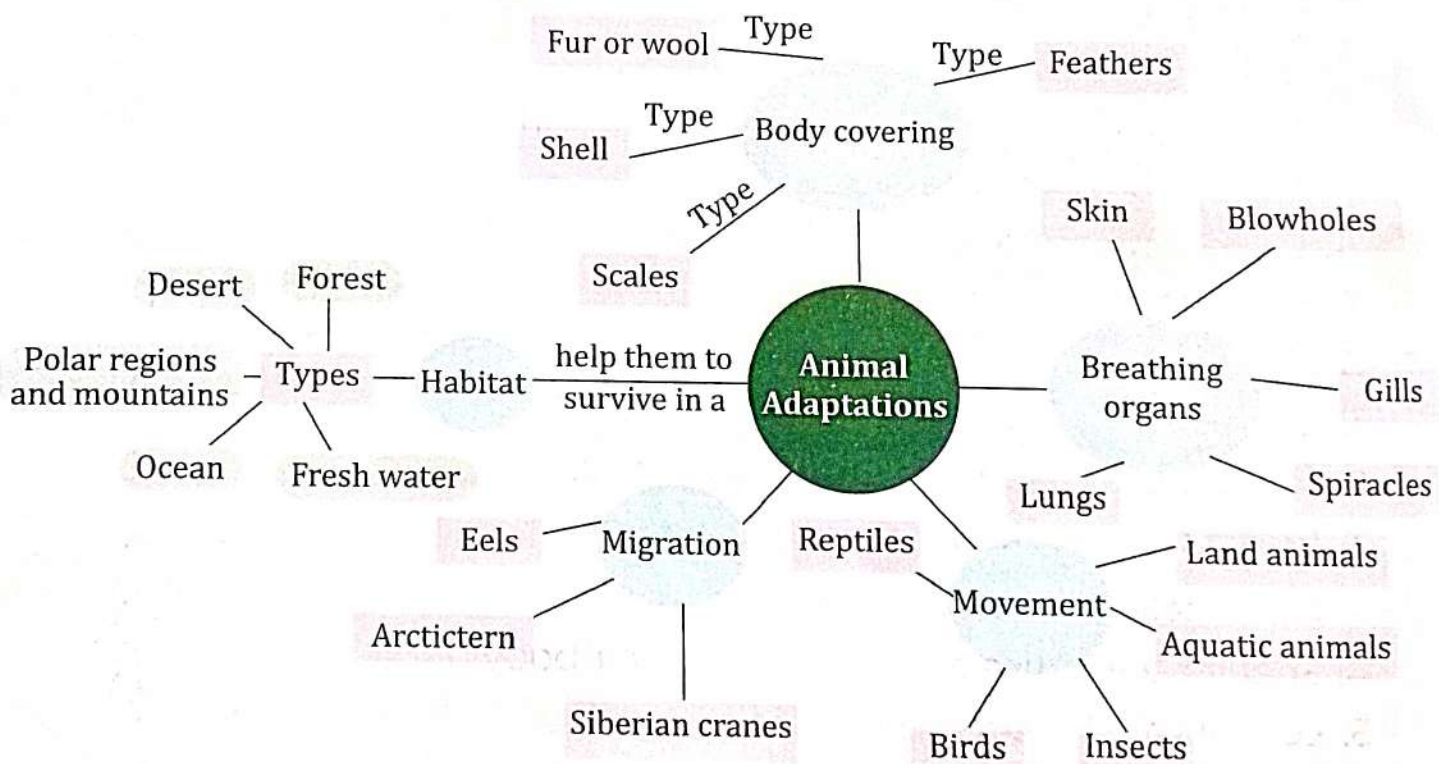 Fur or wool
Type
Type
Feathers
Type
Body covering
Shell
Type
Scales
Skin
Blowholes
Desert
Forest
Polar regions
and mountains
Types
Habitat
help them to
survive in a
Animal
Adaptations
Breathing
organs
Gills
Ocean
Fresh water
Lungs
Spiracles
Eels
Migration
Reptiles
Land animals
Movement
Arctictern
Aquatic animals
Siberian cranes
Birds
Insects